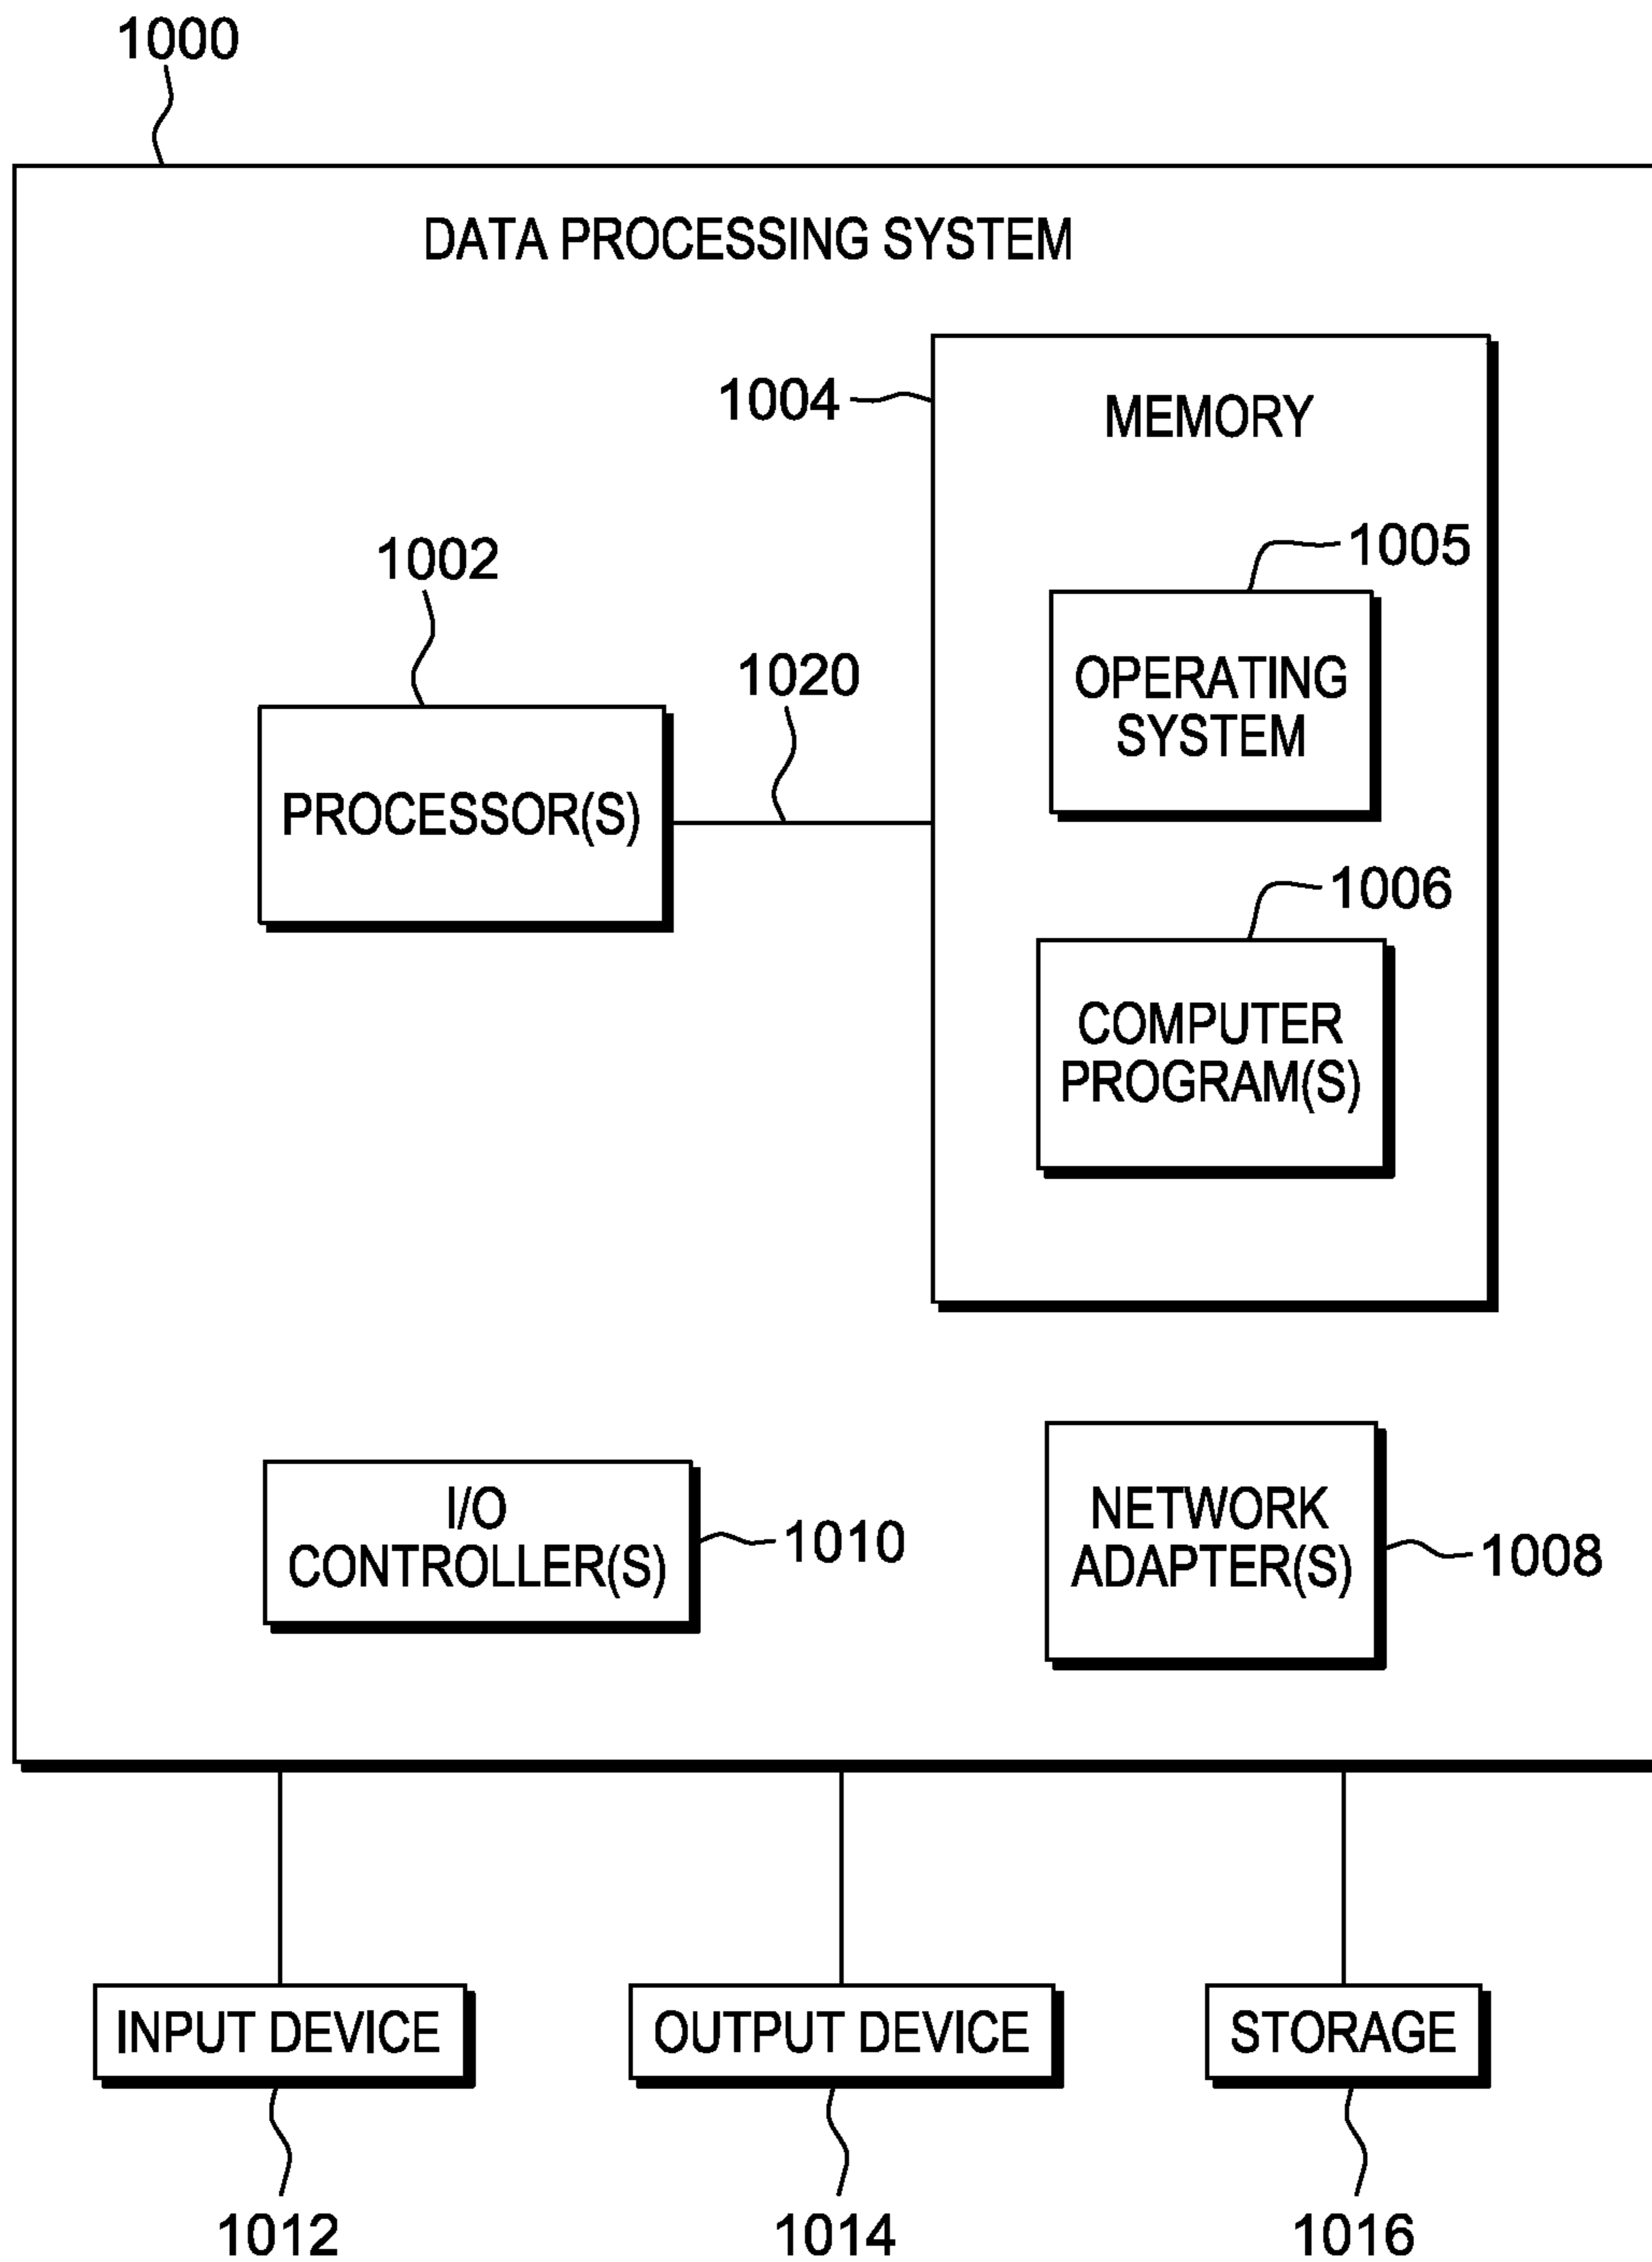 1000
DATA PROCESSING SYSTEM
1004
MEMORY
1005
1002
OPERATING
SYSTEM
1020
PROCESSOR(S)
1006
COMPUTER
PROGRAM(S)
I/O
CONTROLLER(S)
1010
NETWORK
ADAPTER(S)
1008
INPUT DEVICE
OUTPUT DEVICE
STORAGE
1012
1014
1016